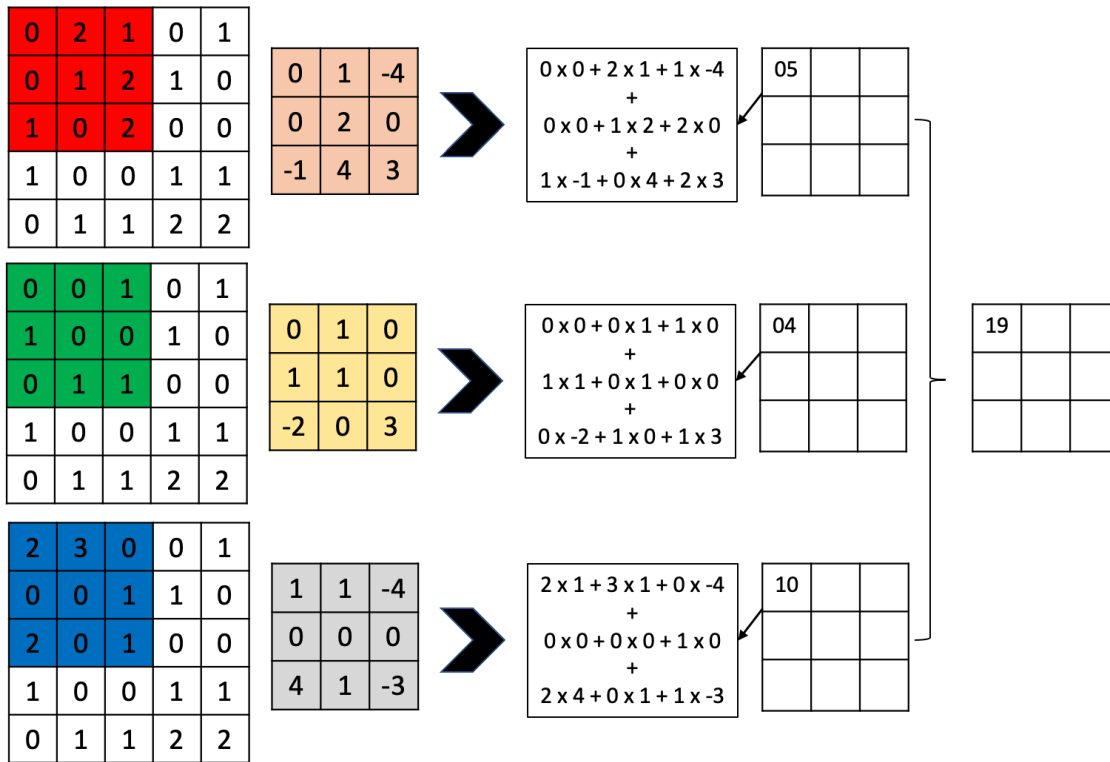 0 2 1 0 1
0 1 2 1 0
1 0 2 0 0
1 0 0 1 1
0 1 1 2 2
0 1 -4
0 2 0
-1 4 3
0 x 0 + 2 x 1 + 1 x -4
+
0 x 0 + 1 x 2 + 2 x 0
+
1 x -1 + 0 x 4 + 2 x 3
05
0 0 1 0 1
1 0 0 1 0
0 1 1 0 0
1 0 0 1 1
0 1 1 2 2
0 1 0
1 1 0
-2 0 3
0 x 0 + 0 x 1 + 1 x 0
+
1 x 1 + 0 x 1 + 0 x 0
+
0 x -2 + 1 x 0 + 1 x 3
04
19
2 3 0 0 1
0 0 1 1 0
2 0 1 0 0
1 0 0 1 1
0 1 1 2 2
1 1 -4
0 0 0
4 1 -3
2 x 1 + 3 x 1 + 0 x -4
+
0 x 0 + 0 x 0 + 1 x 0
+
2 x 4 + 0 x 1 + 1 x -3
10